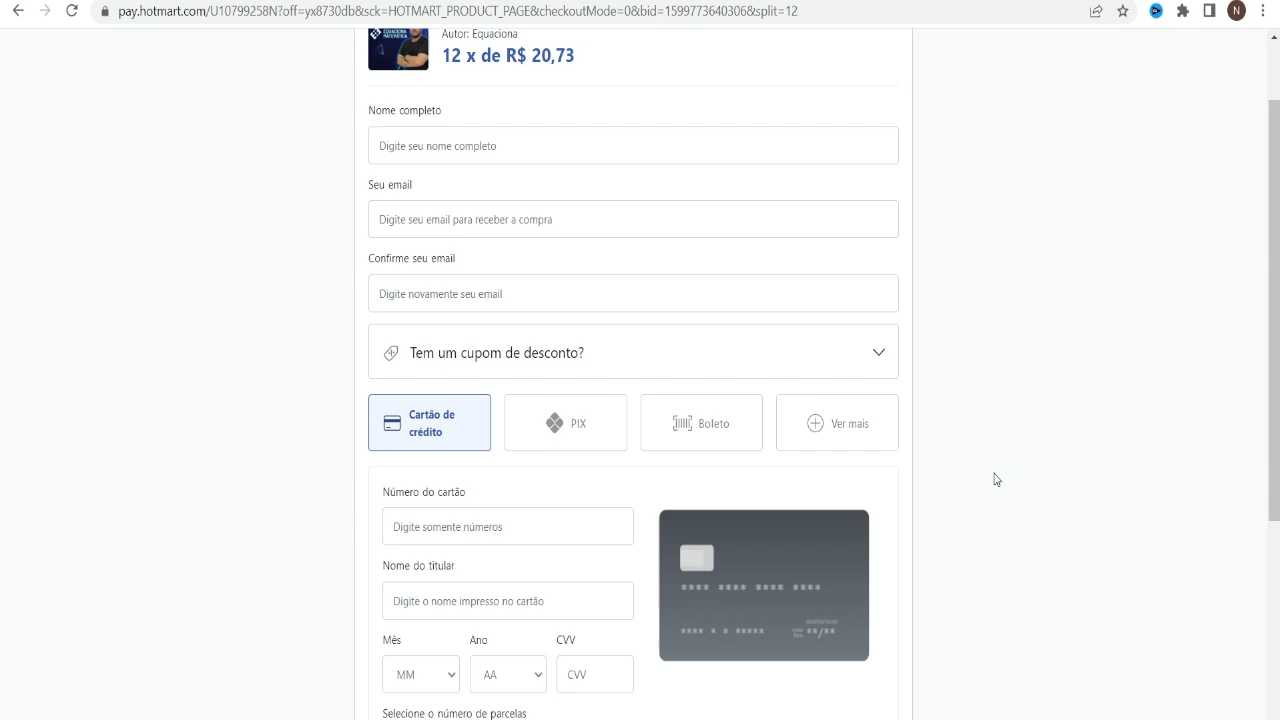 pay.hotmart.com/U10799258N?off=yx8730db&sck=HOTMART_PRODUCT_PAGE&checkoutMode=0&bid=1599773640306&split=12
N
EQUACIONA
MATEMÁTICA
Autor: Equaciona
12 x de R$ 20,73
Nome completo
Digite seu nome completo
Seu email
Digite seu email para receber a compra
Confirme seu email
Digite novamente seu email
Tem um cupom de desconto?
Cartão de
crédito
PIX
Boleto
Ver mais
Número do cartão
Digite somente números
**** **** **** ****
Nome do titular
Digite o nome impresso no cartão
**** * * *****
**/**
Mês
Ano
CVV
MM
AA
CVV
Selecione o número de parcelas